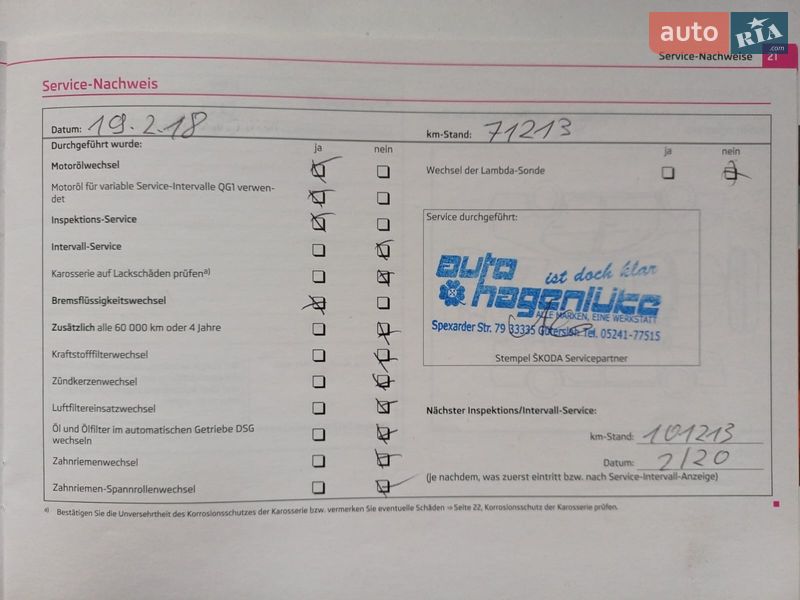 auto RIA .com
Service-Nachweise 21
Service-Nachweis
Datum: 19.2.18
km-Stand: 71213
Durchgeführt wurde: ja nein
ja nein
Motorölwechsel
Wechsel der Lambda-Sonde
Motoröl für variable Service-Intervalle QG1 verwen-
det
Inspektions-Service
Service durchgeführt:
Intervall-Service
Karosserie auf Lackschäden prüfen a)
Bremsflüssigkeitswechsel
Zusätzlich alle 60 000 km oder 4 Jahre
Kraftstofffilterwechsel
Zündkerzenwechsel
Luftfiltereinsatzwechsel
Öl und Ölfilter im automatischen Getriebe DSG
wechseln
Zahnriemenwechsel
Zahnriemen-Spannrollenwechsel
auto ist doch klar
hagenlüke
ALLE MARKEN, EINE WERKSTATT
Spexarder Str. 79 33335 Gütersloh Tel. 05241-77515
Stempel ŠKODA Servicepartner
Nächster Inspektions/Intervall-Service:
km-Stand: 101213
Datum: 2/20
(je nachdem, was zuerst eintritt bzw. nach Service-Intervall-Anzeige)
a) Bestätigen Sie die Unversehrtheit des Korrosionsschutzes der Karosserie bzw. vermerken Sie eventuelle Schäden ⇒ Seite 22, Korrosionsschutz der Karosserie prüfen.